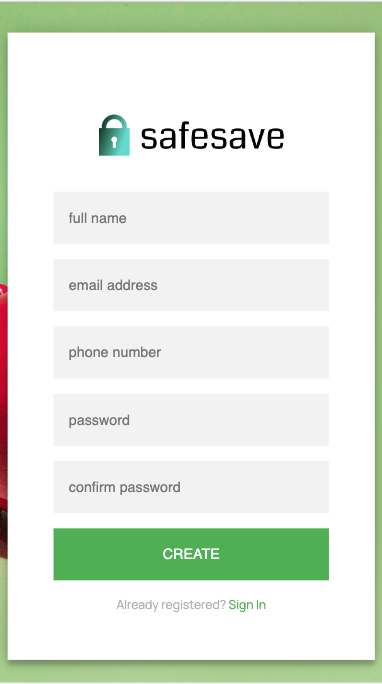 safesave
full name
email address
phone number
password
confirm password
CREATE
Already registered? Sign In